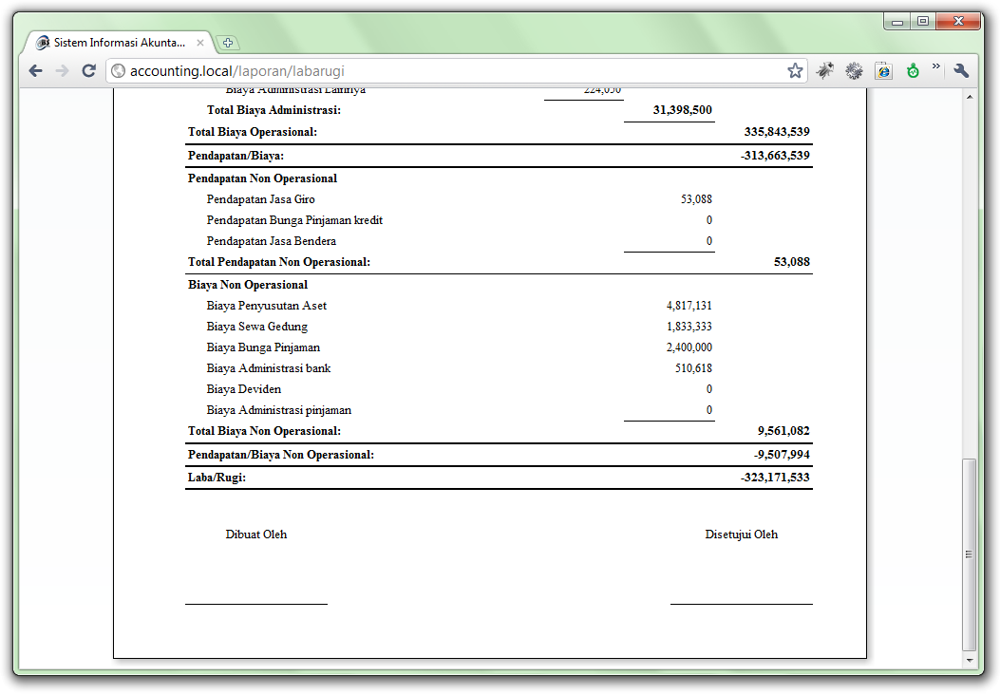 Sistem Informasi Akunta...
accounting.local/laporan/labarugi
Biaya Administrasi Lainnya 224,050
Total Biaya Administrasi: 31,398,500
Total Biaya Operasional: 335,843,539
Pendapatan/Biaya: -313,663,539
Pendapatan Non Operasional
Pendapatan Jasa Giro 53,088
Pendapatan Bunga Pinjaman kredit 0
Pendapatan Jasa Bendera 0
Total Pendapatan Non Operasional: 53,088
Biaya Non Operasional
Biaya Penyusutan Aset 4,817,131
Biaya Sewa Gedung 1,833,333
Biaya Bunga Pinjaman 2,400,000
Biaya Administrasi bank 510,618
Biaya Deviden 0
Biaya Administrasi pinjaman 0
Total Biaya Non Operasional: 9,561,082
Pendapatan/Biaya Non Operasional: -9,507,994
Laba/Rugi: -323,171,533
Dibuat Oleh Disetujui Oleh